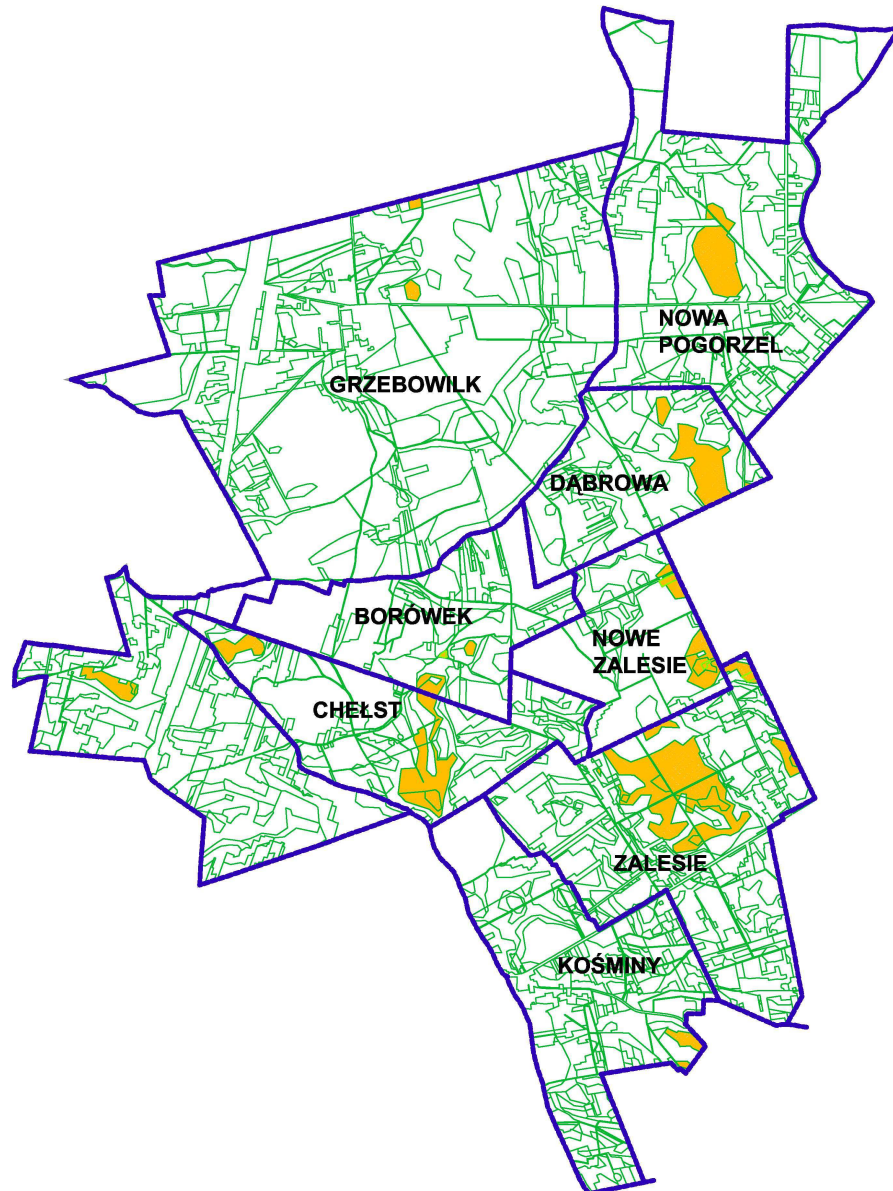 NOWA
POGORZEL
GRZEBOWILK
DĄBROWA
BORÓWEK
NOWE
ZALESIE
CHEŁST
ZALESIE
KOŚMINY